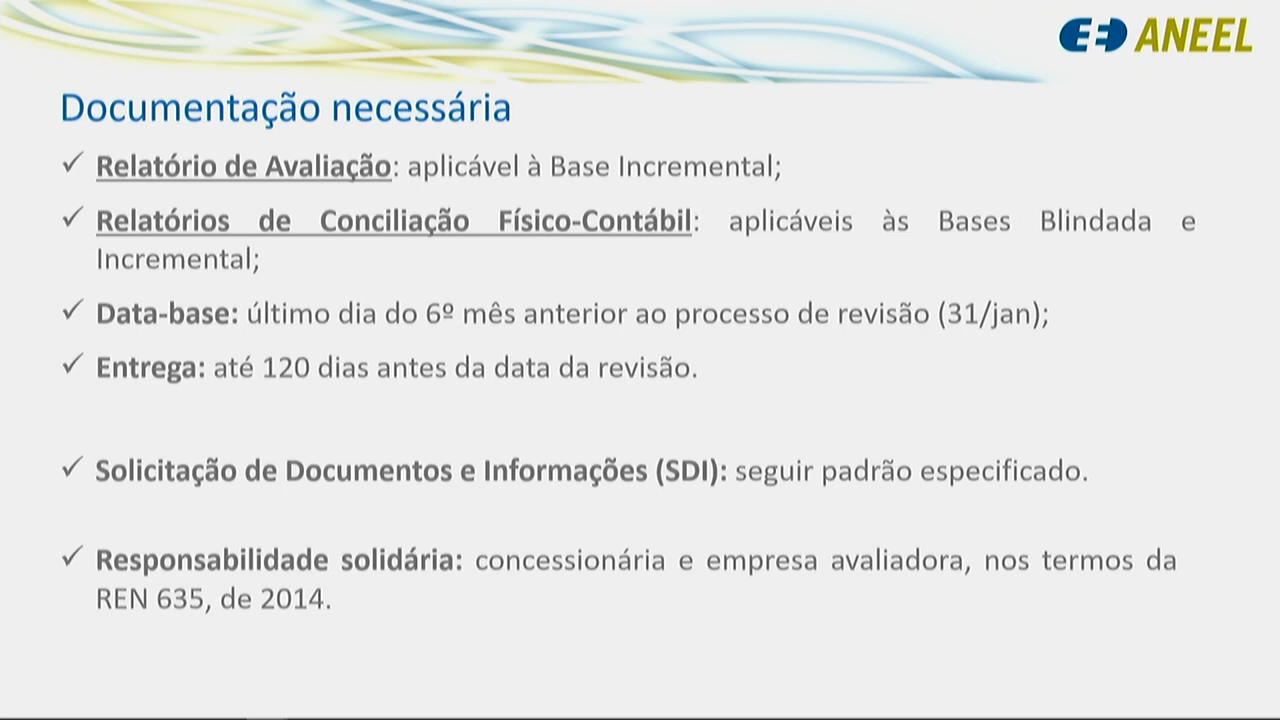 ANEEL
Documentação necessária
✓ Relatório de Avaliação: aplicável à Base Incremental;
✓ Relatórios de Conciliação Físico-Contábil: aplicáveis às Bases Blindada e
Incremental;
✓ Data-base: último dia do 6º mês anterior ao processo de revisão (31/jan);
✓ Entrega: até 120 dias antes da data da revisão.
✓ Solicitação de Documentos e Informações (SDI): seguir padrão especificado.
✓ Responsabilidade solidária: concessionária e empresa avaliadora, nos termos da
REN 635, de 2014.